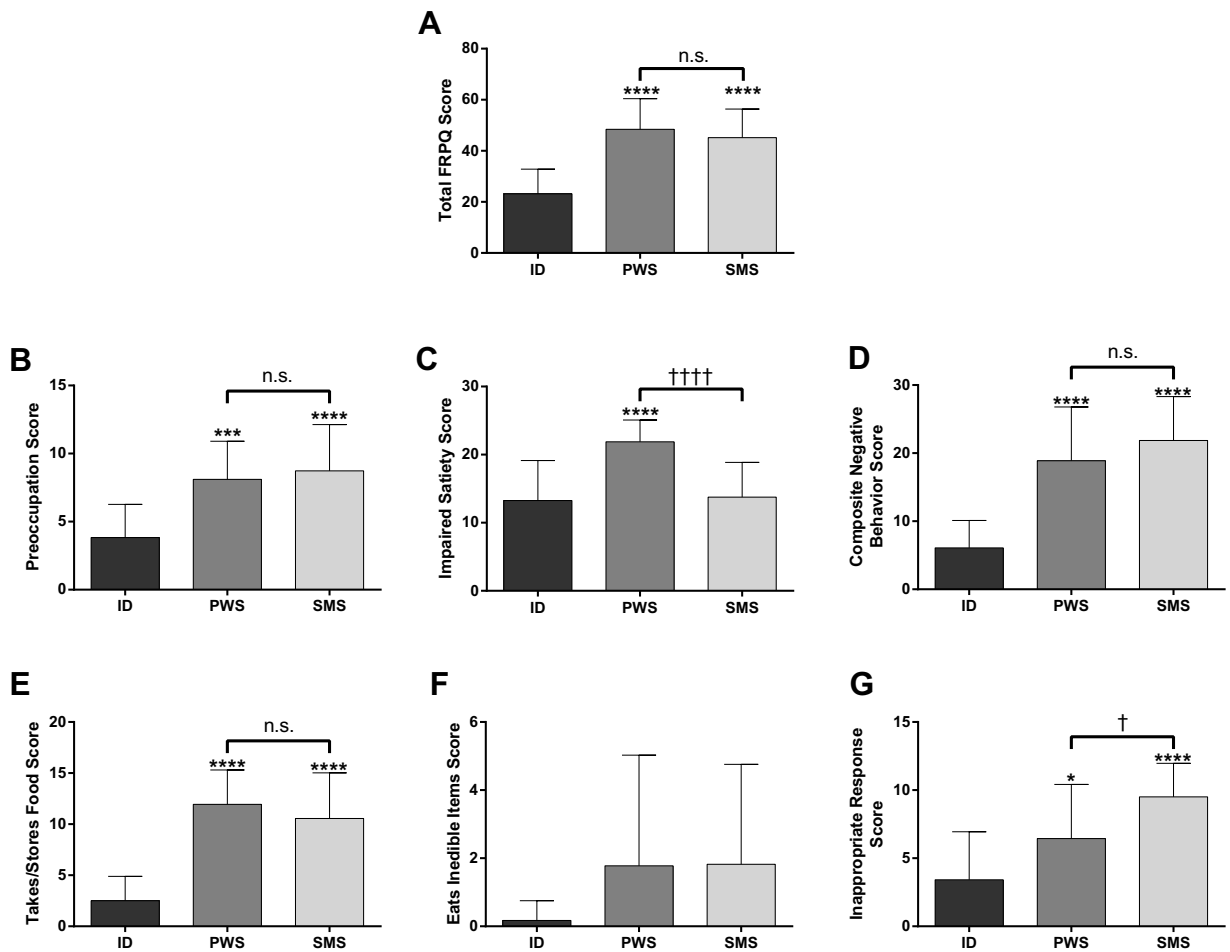 A
Total FRPQ Score
80
60
40
20
0
n.s.
****
****
ID PWS SMS
B
Preoccupation Score
15
10
5
0
n.s.
***
****
ID PWS SMS
C
Impaired Satiety Score
30
20
10
0
††††
****
ID PWS SMS
D
Composite Negative
Behavior Score
30
20
10
0
n.s.
****
****
ID PWS SMS
E
Takes/Stores Food Score
20
15
10
5
0
n.s.
****
****
ID PWS SMS
F
Eats Inedible Items Score
6
4
2
0
ID PWS SMS
G
Inappropriate Response
Score
15
10
5
0
†
*
****
ID PWS SMS